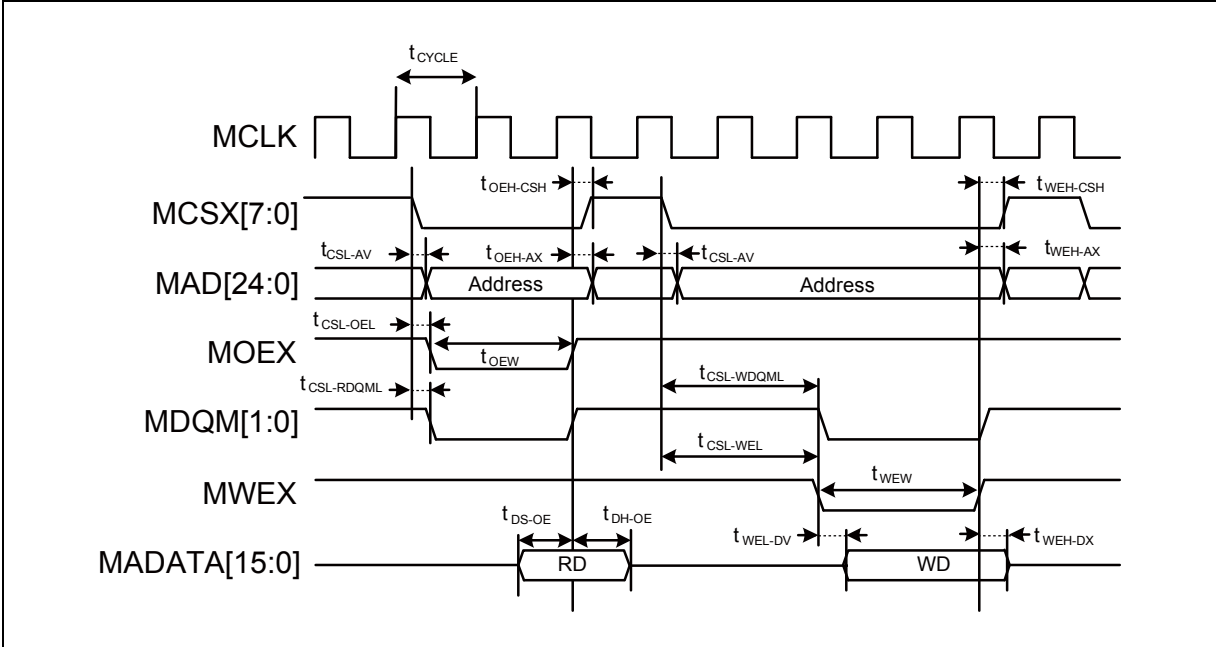 tCYCLE
MCLK
tOEH-CSH
tWEH-CSH
MCSX[7:0]
tCSL-AV
tOEH-AX
tCSL-AV
tWEH-AX
MAD[24:0]
Address
Address
tCSL-OEL
MOEX
tOEW
tCSL-RDQML
tCSL-WDQML
MDQM[1:0]
tCSL-WEL
tWEW
MWEX
tDS-OE
tDH-OE
tWEL-DV
tWEH-DX
MADATA[15:0]
RD
WD